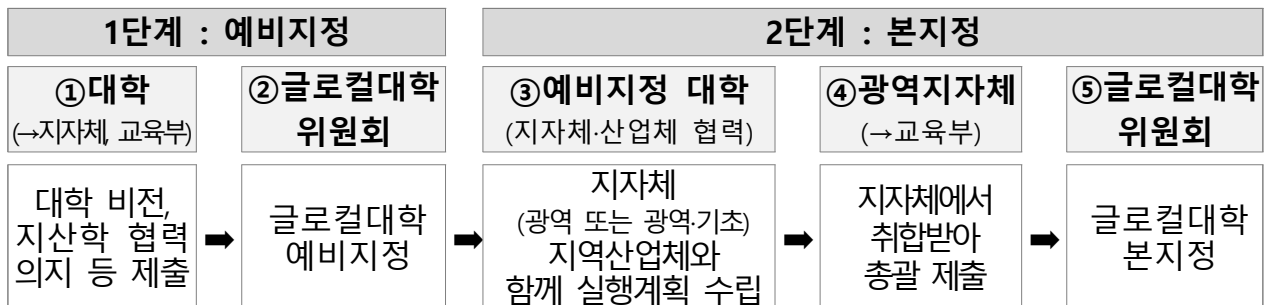 1단계 : 예비지정
2단계 : 본지정
①대학
(→지자체, 교육부)
②글로컬대학
위원회
③예비지정 대학
(지자체·산업체 협력)
④광역지자체
(→교육부)
⑤글로컬대학
위원회
대학 비전,
지산학 협력
의지 등 제출
➡
글로컬대학
예비지정
➡
지자체
(광역 또는 광역·기초)
지역산업체와
함께 실행계획 수립
➡
지자체에서
취합받아
총괄 제출
➡
글로컬대학
본지정